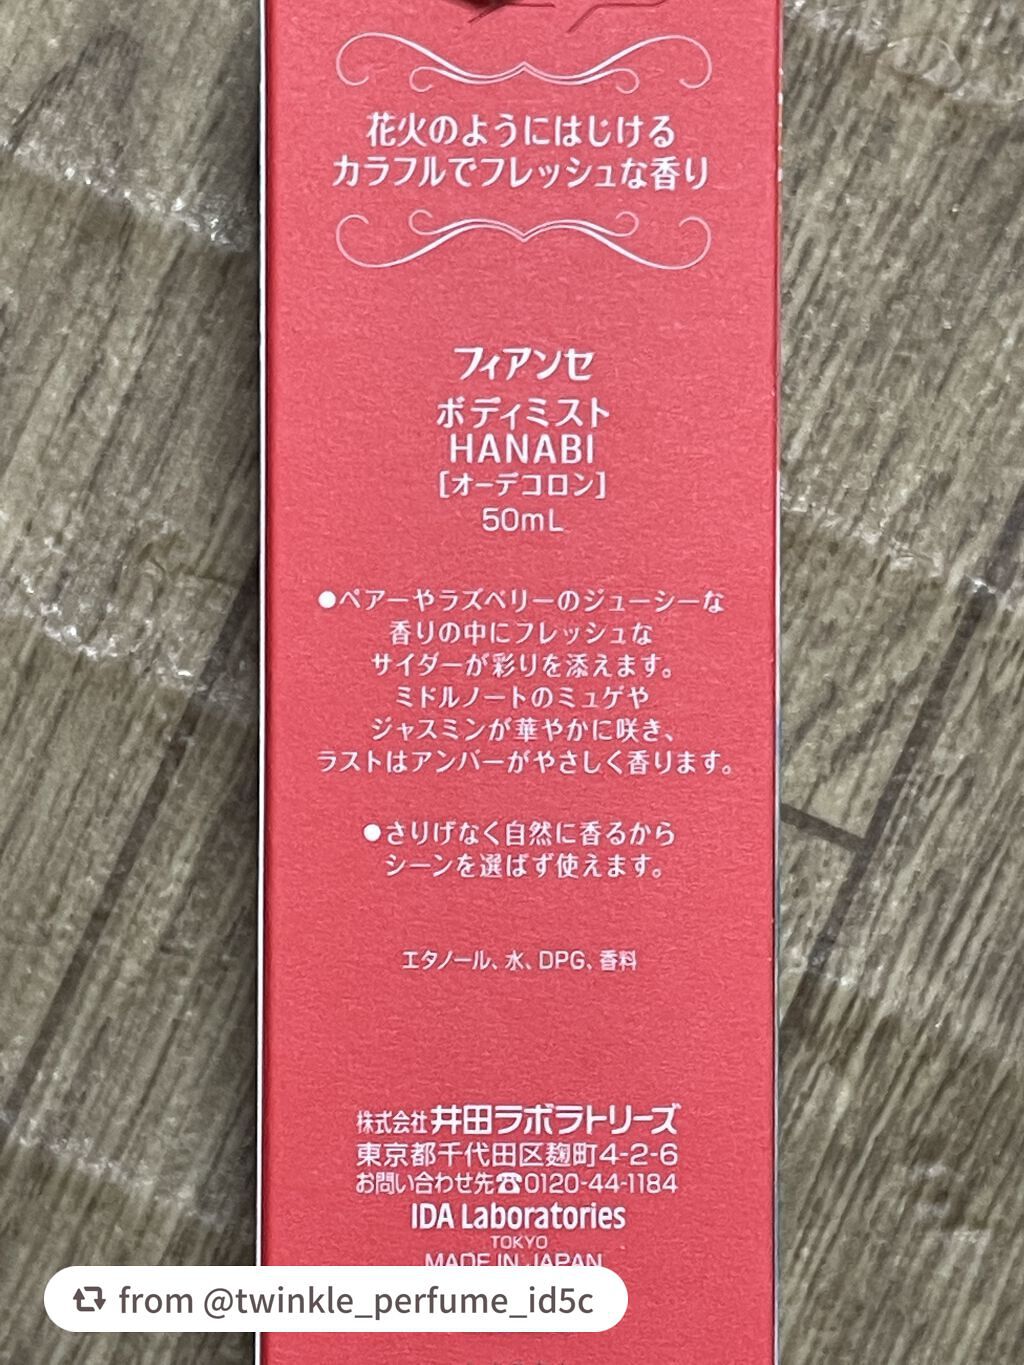 花火のようにはじける
カラフルでフレッシュな香り
フィアンセ
ボディミスト
HANABI
[オーデコロン]
50mL
●ペアーやラズベリーのジューシーな
香りの中にフレッシュな
サイダーが彩りを添えます。
ミドルノートのミュゲや
ジャスミンが華やかに咲き、
ラストはアンバーがやさしく香ります。
●さりげなく自然に香るから
シーンを選ばず使えます。
エタノール、水、DPG、香料
株式会社井田ラボラトリーズ
東京都千代田区麹町4-2-6
お問い合わせ先☎0120-44-1184
IDA Laboratories
TOKYO
MADE IN JAPAN
from @twinkle_perfume_id5c